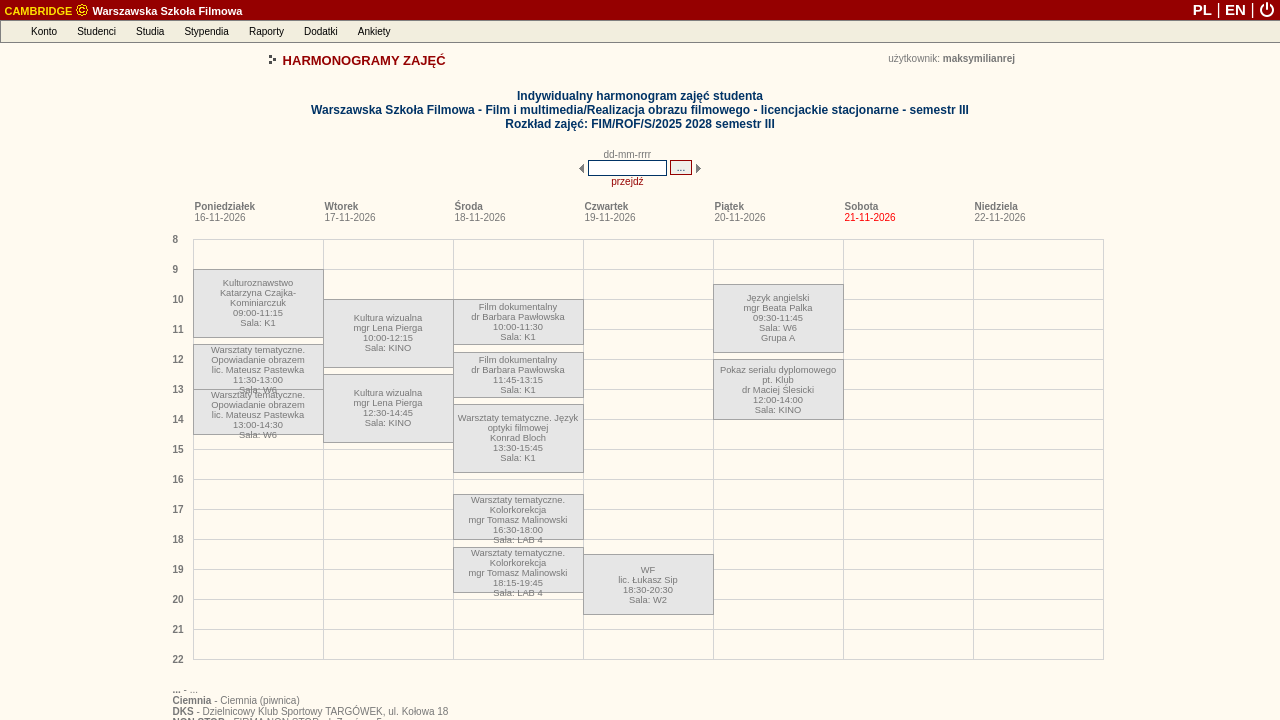 CAMBRIDGE Warszawska Szkoła Filmowa
PL | EN |
Konto Studenci Studia Stypendia Raporty Dodatki Ankiety
HARMONOGRAMY ZAJĘĆ
użytkownik: maksymilianrej
Indywidualny harmonogram zajęć studenta
Warszawska Szkoła Filmowa - Film i multimedia/Realizacja obrazu filmowego - licencjackie stacjonarne - semestr III
Rozkład zajęć: FIM/ROF/S/2025 2028 semestr III
dd-mm-rrrr
...
przejdź
Poniedziałek Wtorek Środa Czwartek Piątek Sobota Niedziela
16-11-2026 17-11-2026 18-11-2026 19-11-2026 20-11-2026 21-11-2026 22-11-2026
8
9
10
11
12
13
14
15
16
17
18
19
20
21
22
Kulturoznawstwo
Katarzyna Czajka-
Kominiarczuk
09:00-11:15
Sala: K1
Warsztaty tematyczne.
Opowiadanie obrazem
lic. Mateusz Pastewka
11:30-13:00
Sala: W6
Warsztaty tematyczne.
Opowiadanie obrazem
lic. Mateusz Pastewka
13:00-14:30
Sala: W6
Kultura wizualna
mgr Lena Pierga
10:00-12:15
Sala: KINO
Kultura wizualna
mgr Lena Pierga
12:30-14:45
Sala: KINO
Film dokumentalny
dr Barbara Pawłowska
10:00-11:30
Sala: K1
Film dokumentalny
dr Barbara Pawłowska
11:45-13:15
Sala: K1
Warsztaty tematyczne. Język
optyki filmowej
Konrad Bloch
13:30-15:45
Sala: K1
Warsztaty tematyczne.
Kolorkorekcja
mgr Tomasz Malinowski
16:30-18:00
Sala: LAB 4
Warsztaty tematyczne.
Kolorkorekcja
mgr Tomasz Malinowski
18:15-19:45
Sala: LAB 4
WF
lic. Łukasz Sip
18:30-20:30
Sala: W2
Język angielski
mgr Beata Palka
09:30-11:45
Sala: W6
Grupa A
Pokaz serialu dyplomowego
pt. Klub
dr Maciej Ślesicki
12:00-14:00
Sala: KINO
... - ...
Ciemnia - Ciemnia (piwnica)
DKS - Dzielnicowy Klub Sportowy TARGÓWEK, ul. Kołowa 18